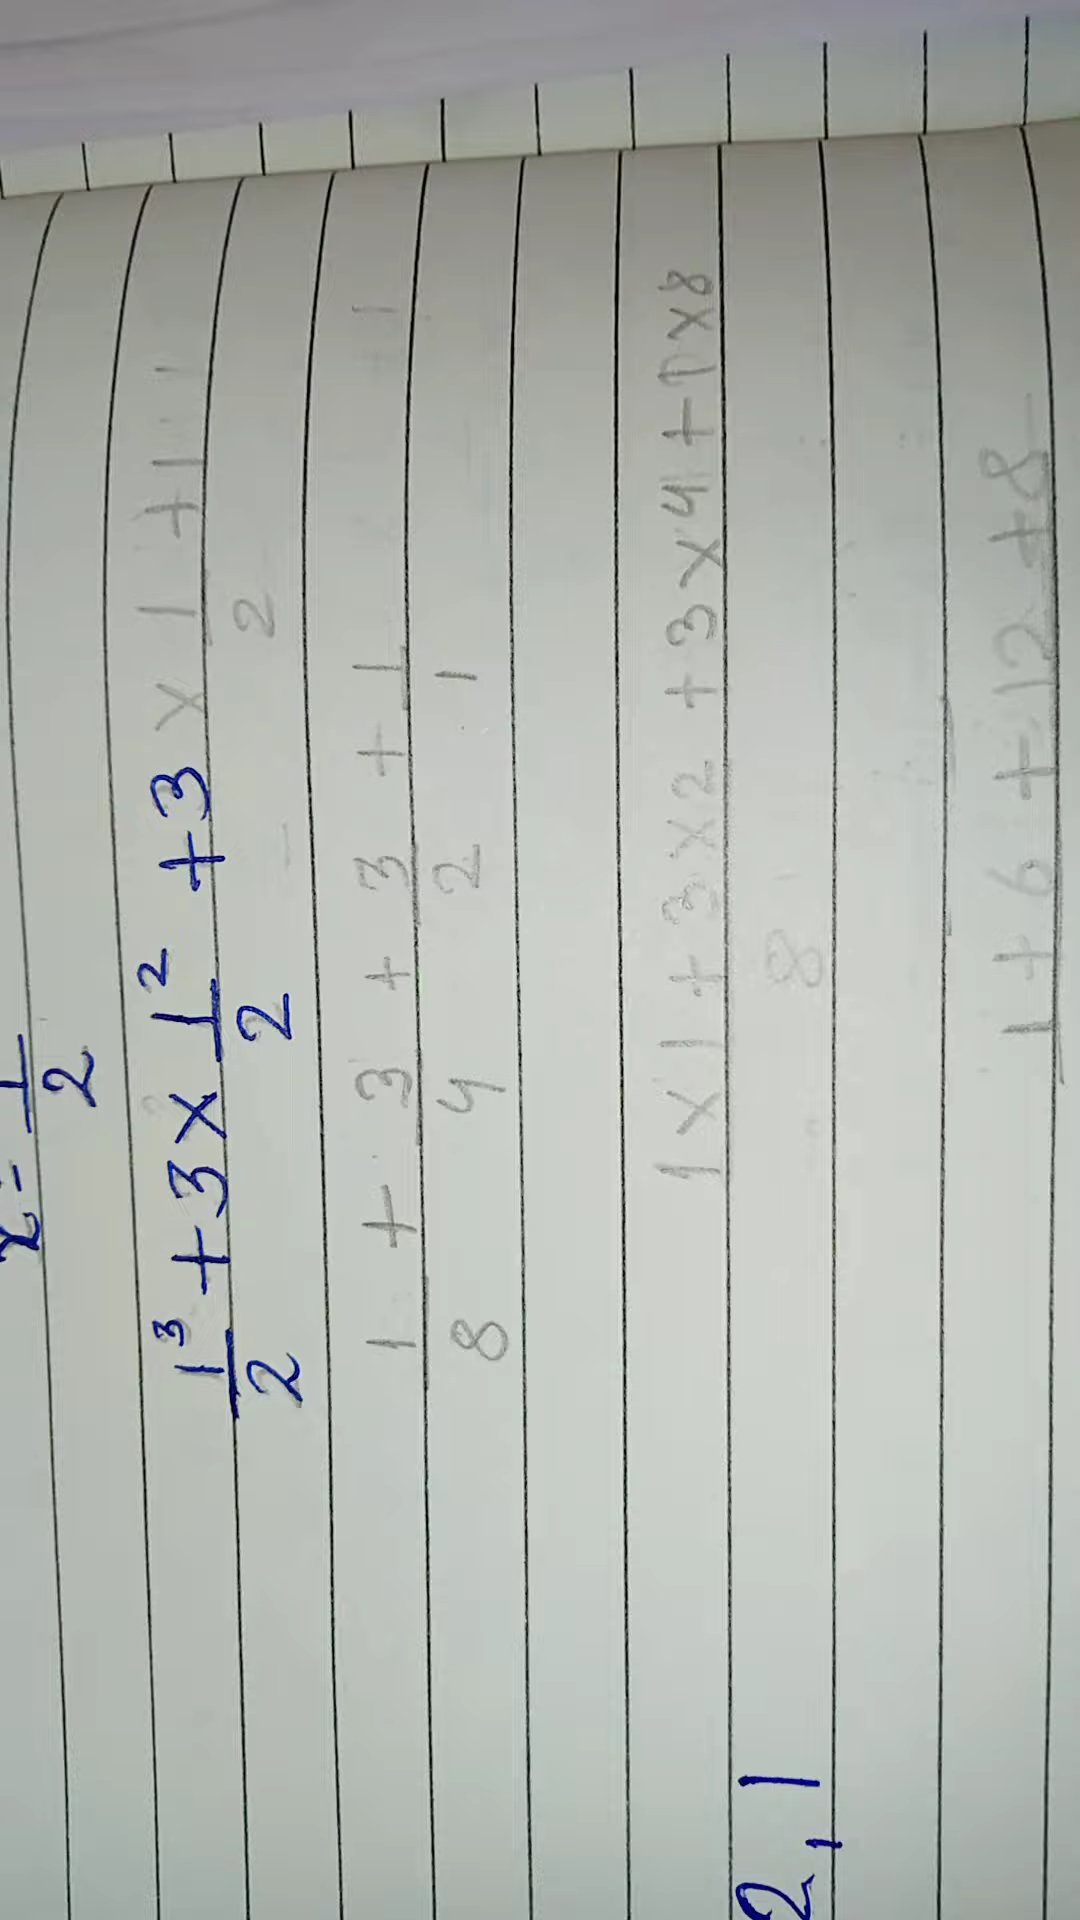 x = 1/2
1³/2 + 3 × 1²/2 + 3 × 1/2 + 1
1/8 + 3/4 + 3/2 + 1/1
1×1 + 3×2 + 3×4 + 1×8
8
1 + 6 + 12 + 8
2, 1